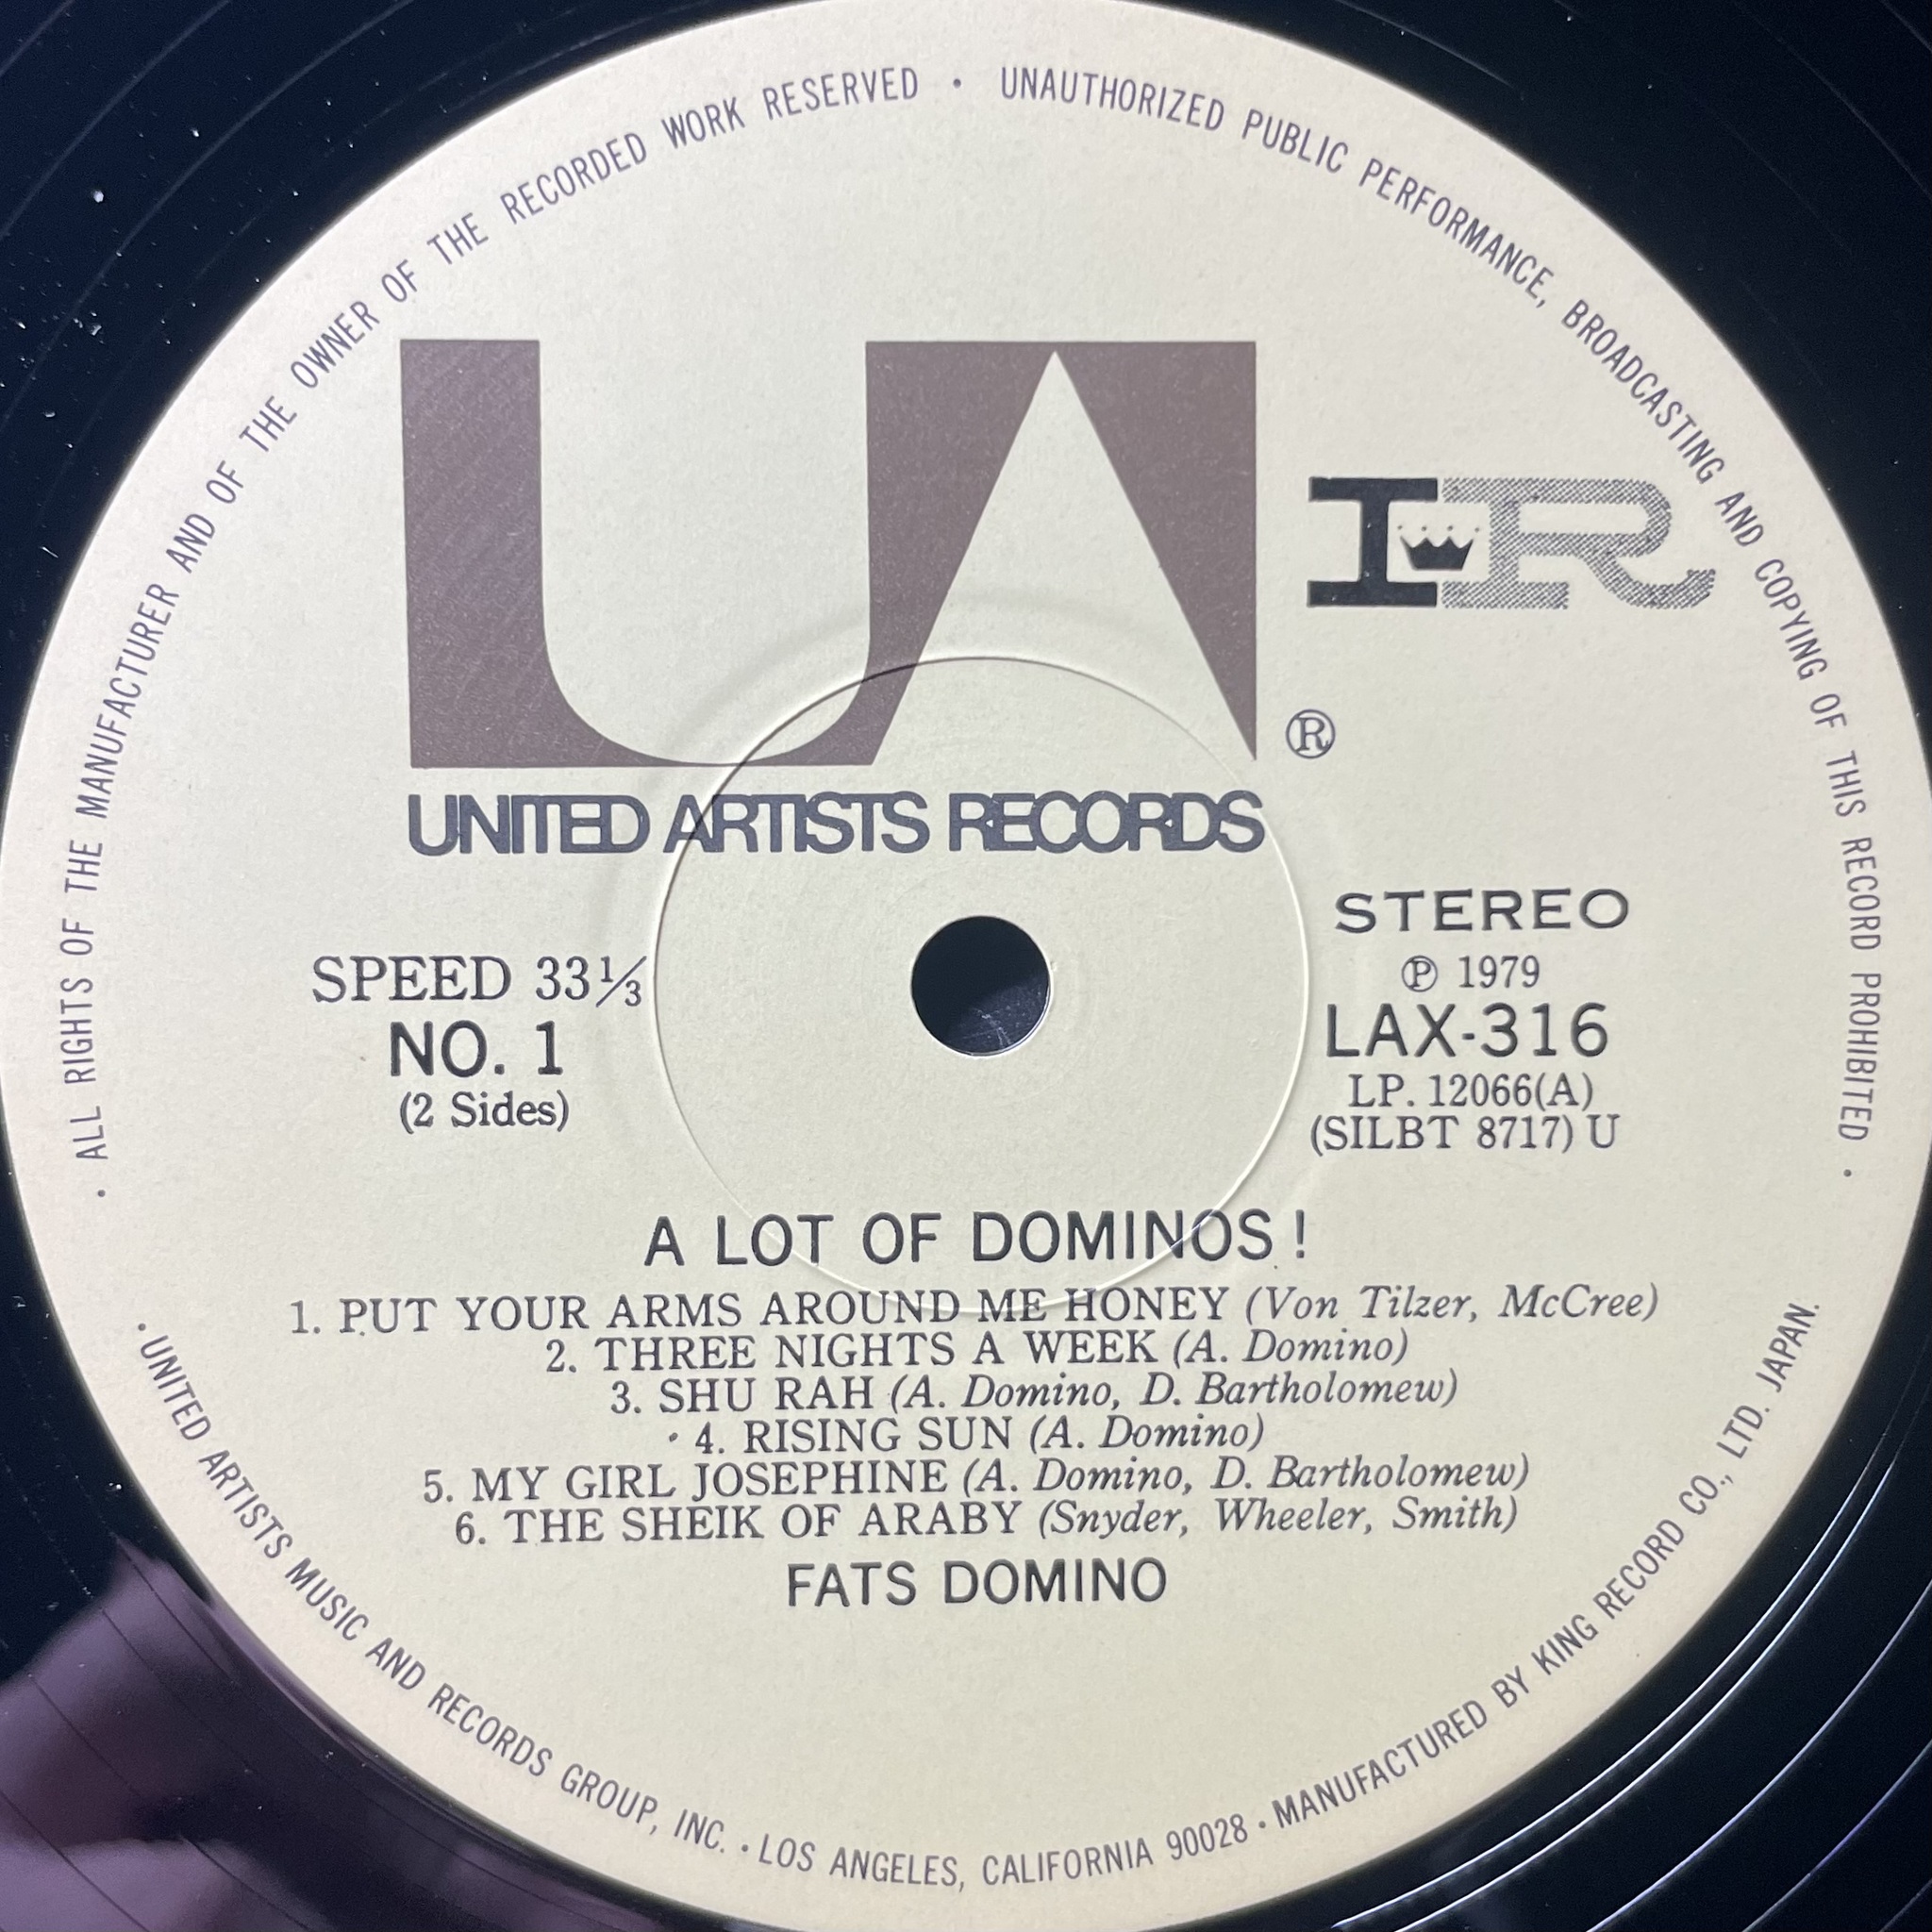 · ALL RIGHTS OF THE MANUFACTURER AND OF THE OWNER OF THE RECORDED WORK RESERVED · UNAUTHORIZED PUBLIC PERFORMANCE, BROADCASTING AND COPYING OF THIS RECORD PROHIBITED ·
UA
IR
®
UNITED ARTISTS RECORDS
SPEED 33⅓
NO. 1
(2 Sides)
STEREO
℗ 1979
LAX-316
LP. 12066(A)
(SILBT 8717) U
A LOT OF DOMINOS !
1. PUT YOUR ARMS AROUND ME HONEY (Von Tilzer, McCree)
2. THREE NIGHTS A WEEK (A. Domino)
3. SHU RAH (A. Domino, D. Bartholomew)
4. RISING SUN (A. Domino)
5. MY GIRL JOSEPHINE (A. Domino, D. Bartholomew)
6. THE SHEIK OF ARABY (Snyder, Wheeler, Smith)
FATS DOMINO
· UNITED ARTISTS MUSIC AND RECORDS GROUP, INC. · LOS ANGELES, CALIFORNIA 90028 · MANUFACTURED BY KING RECORD CO., LTD. JAPAN.